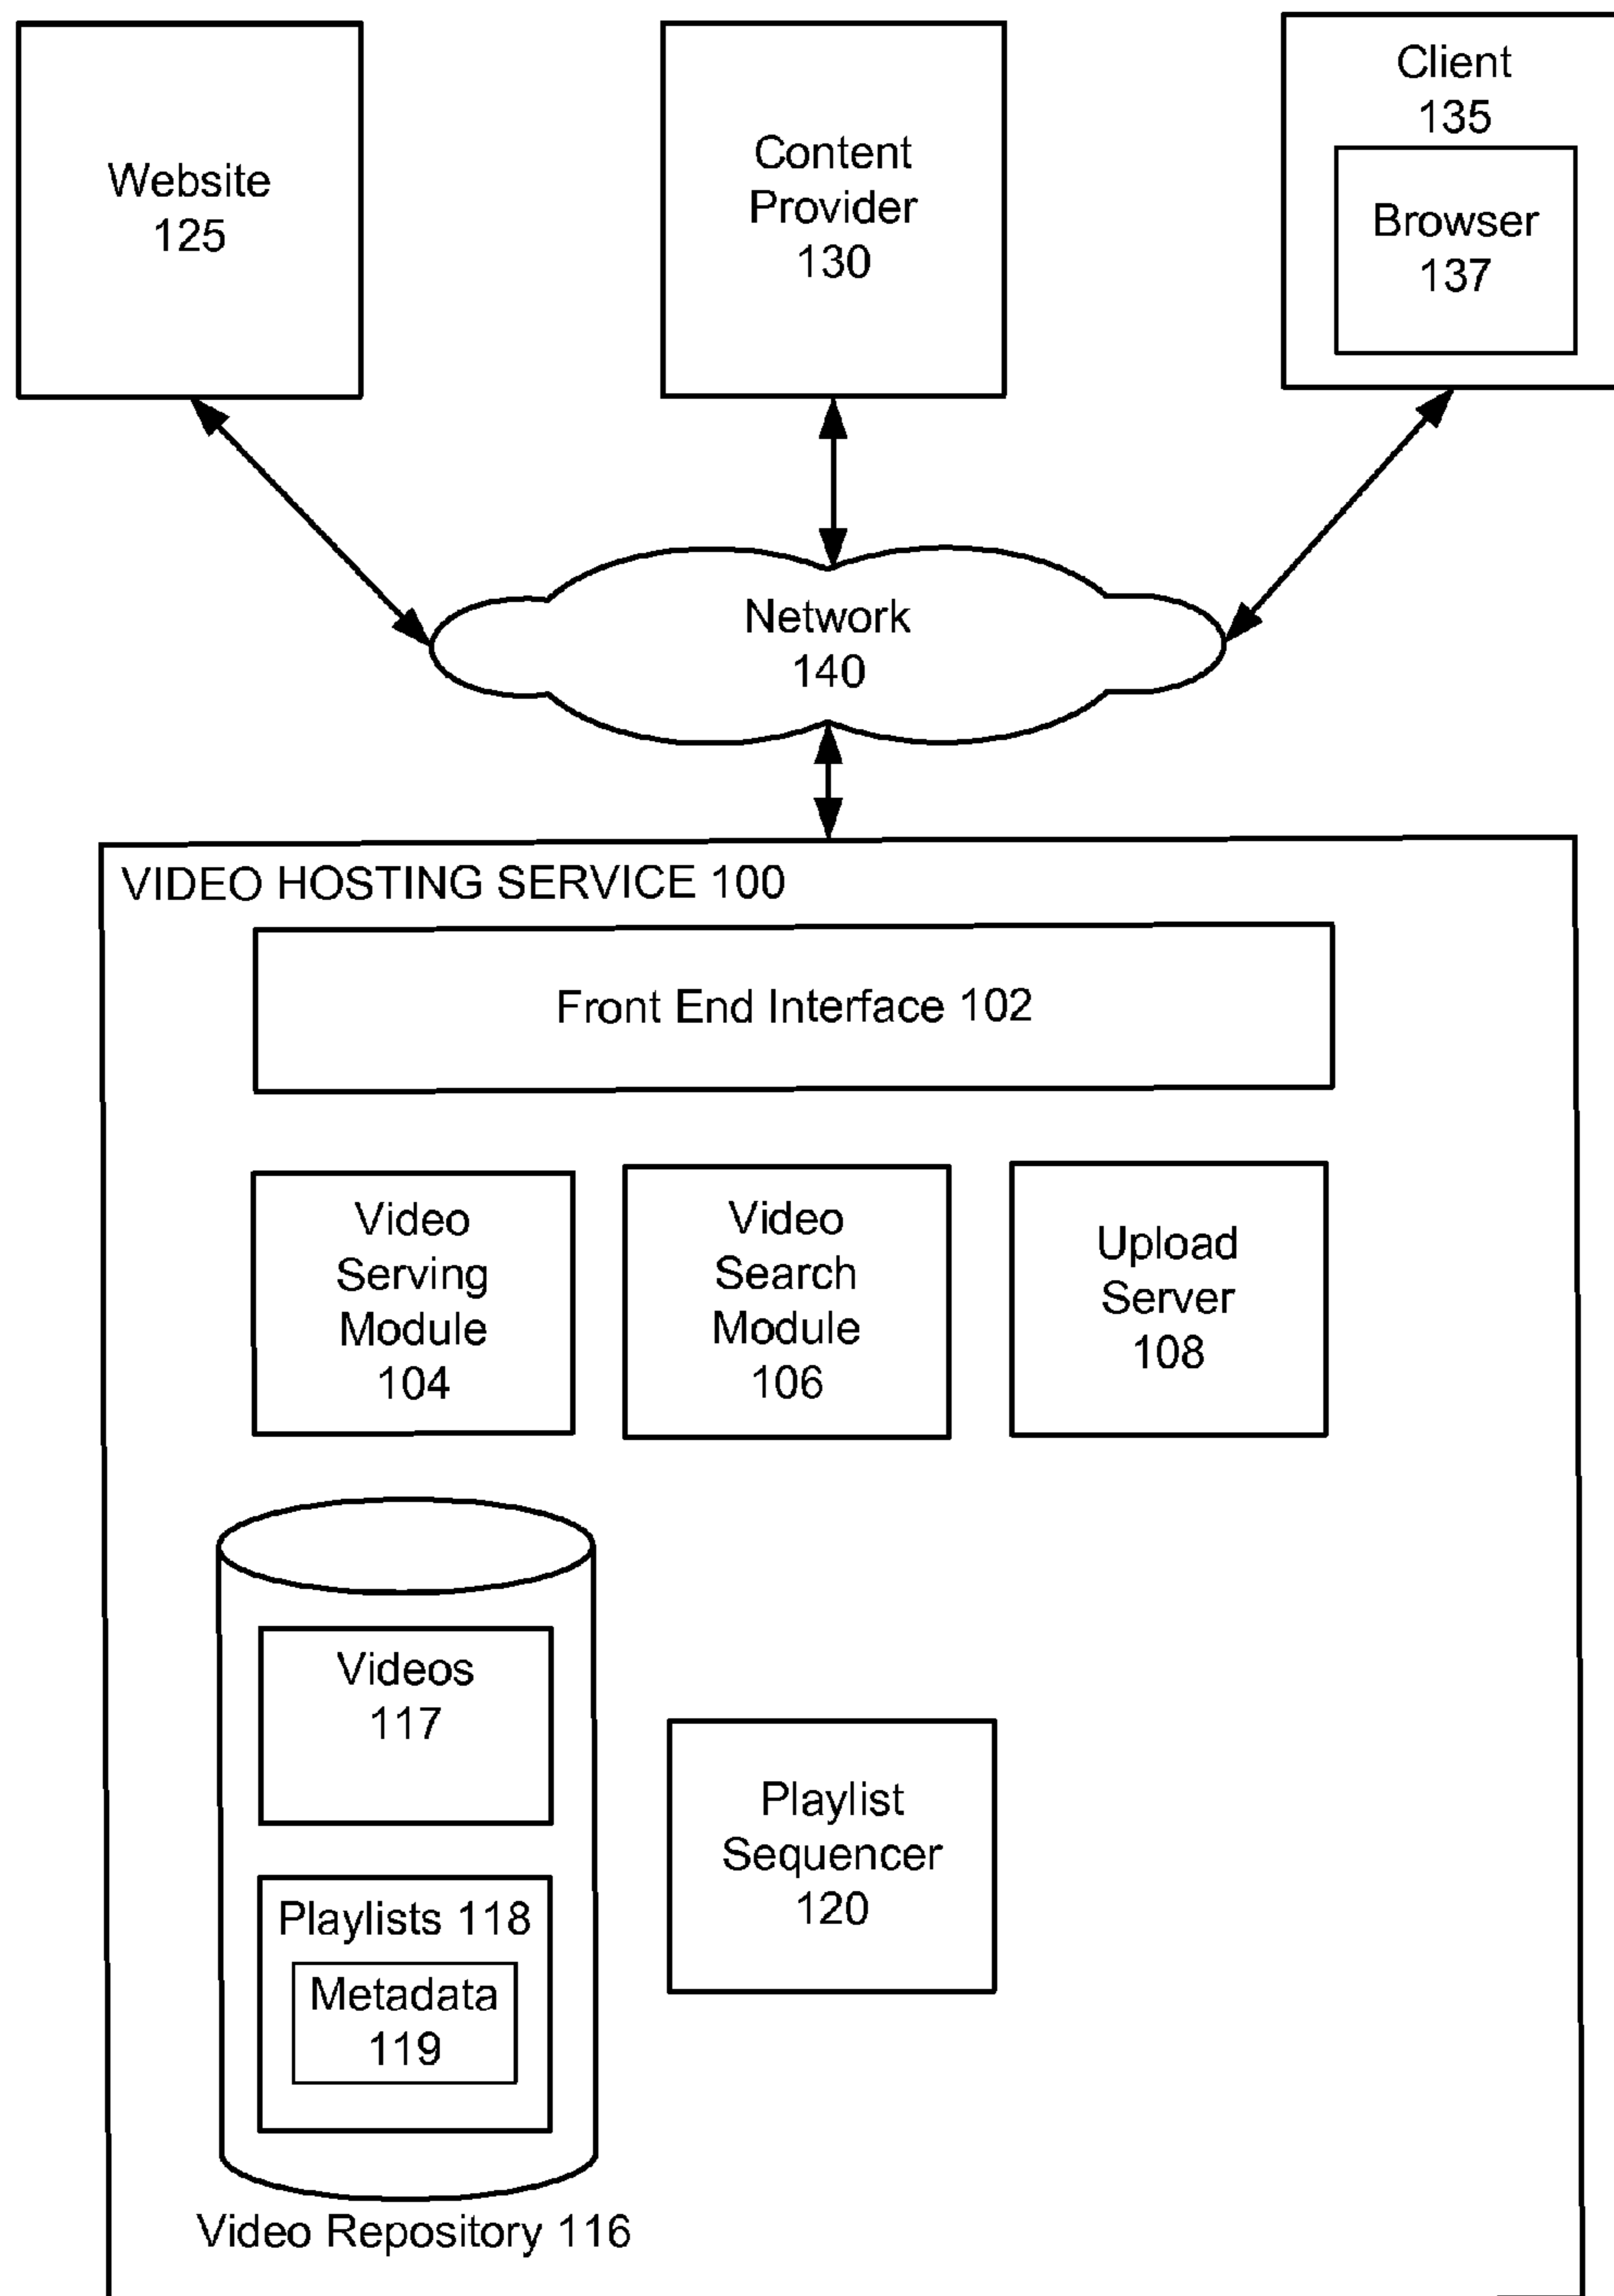 Website
125
Content
Provider
130
Client
135
Browser
137
Network
140
VIDEO HOSTING SERVICE 100
Front End Interface 102
Video
Serving
Module
104
Video
Search
Module
106
Upload
Server
108
Videos
117
Playlists 118
Metadata
119
Playlist
Sequencer
120
Video Repository 116